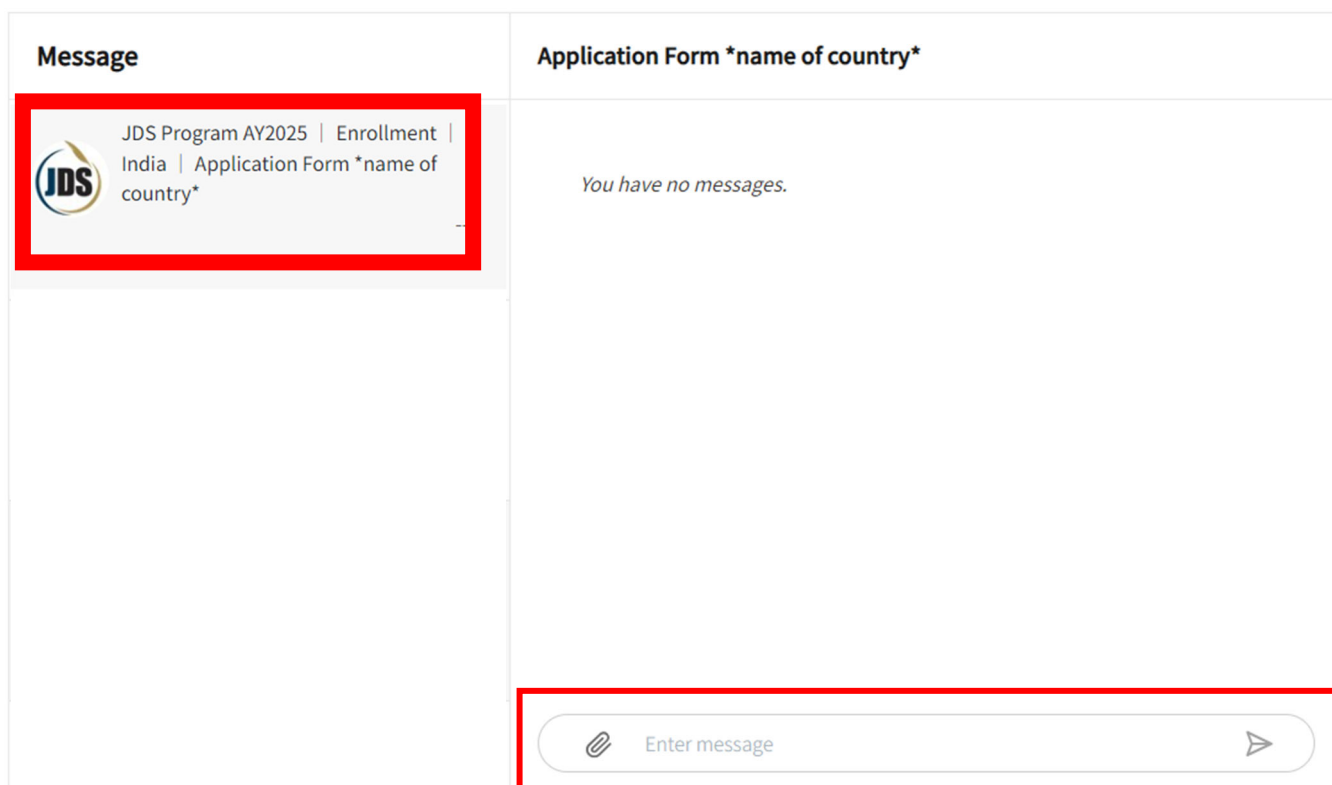 Message
Application Form *name of country*
JDS
JDS Program AY2025 | Enrollment |
India | Application Form *name of
country*
--
You have no messages.
Enter message